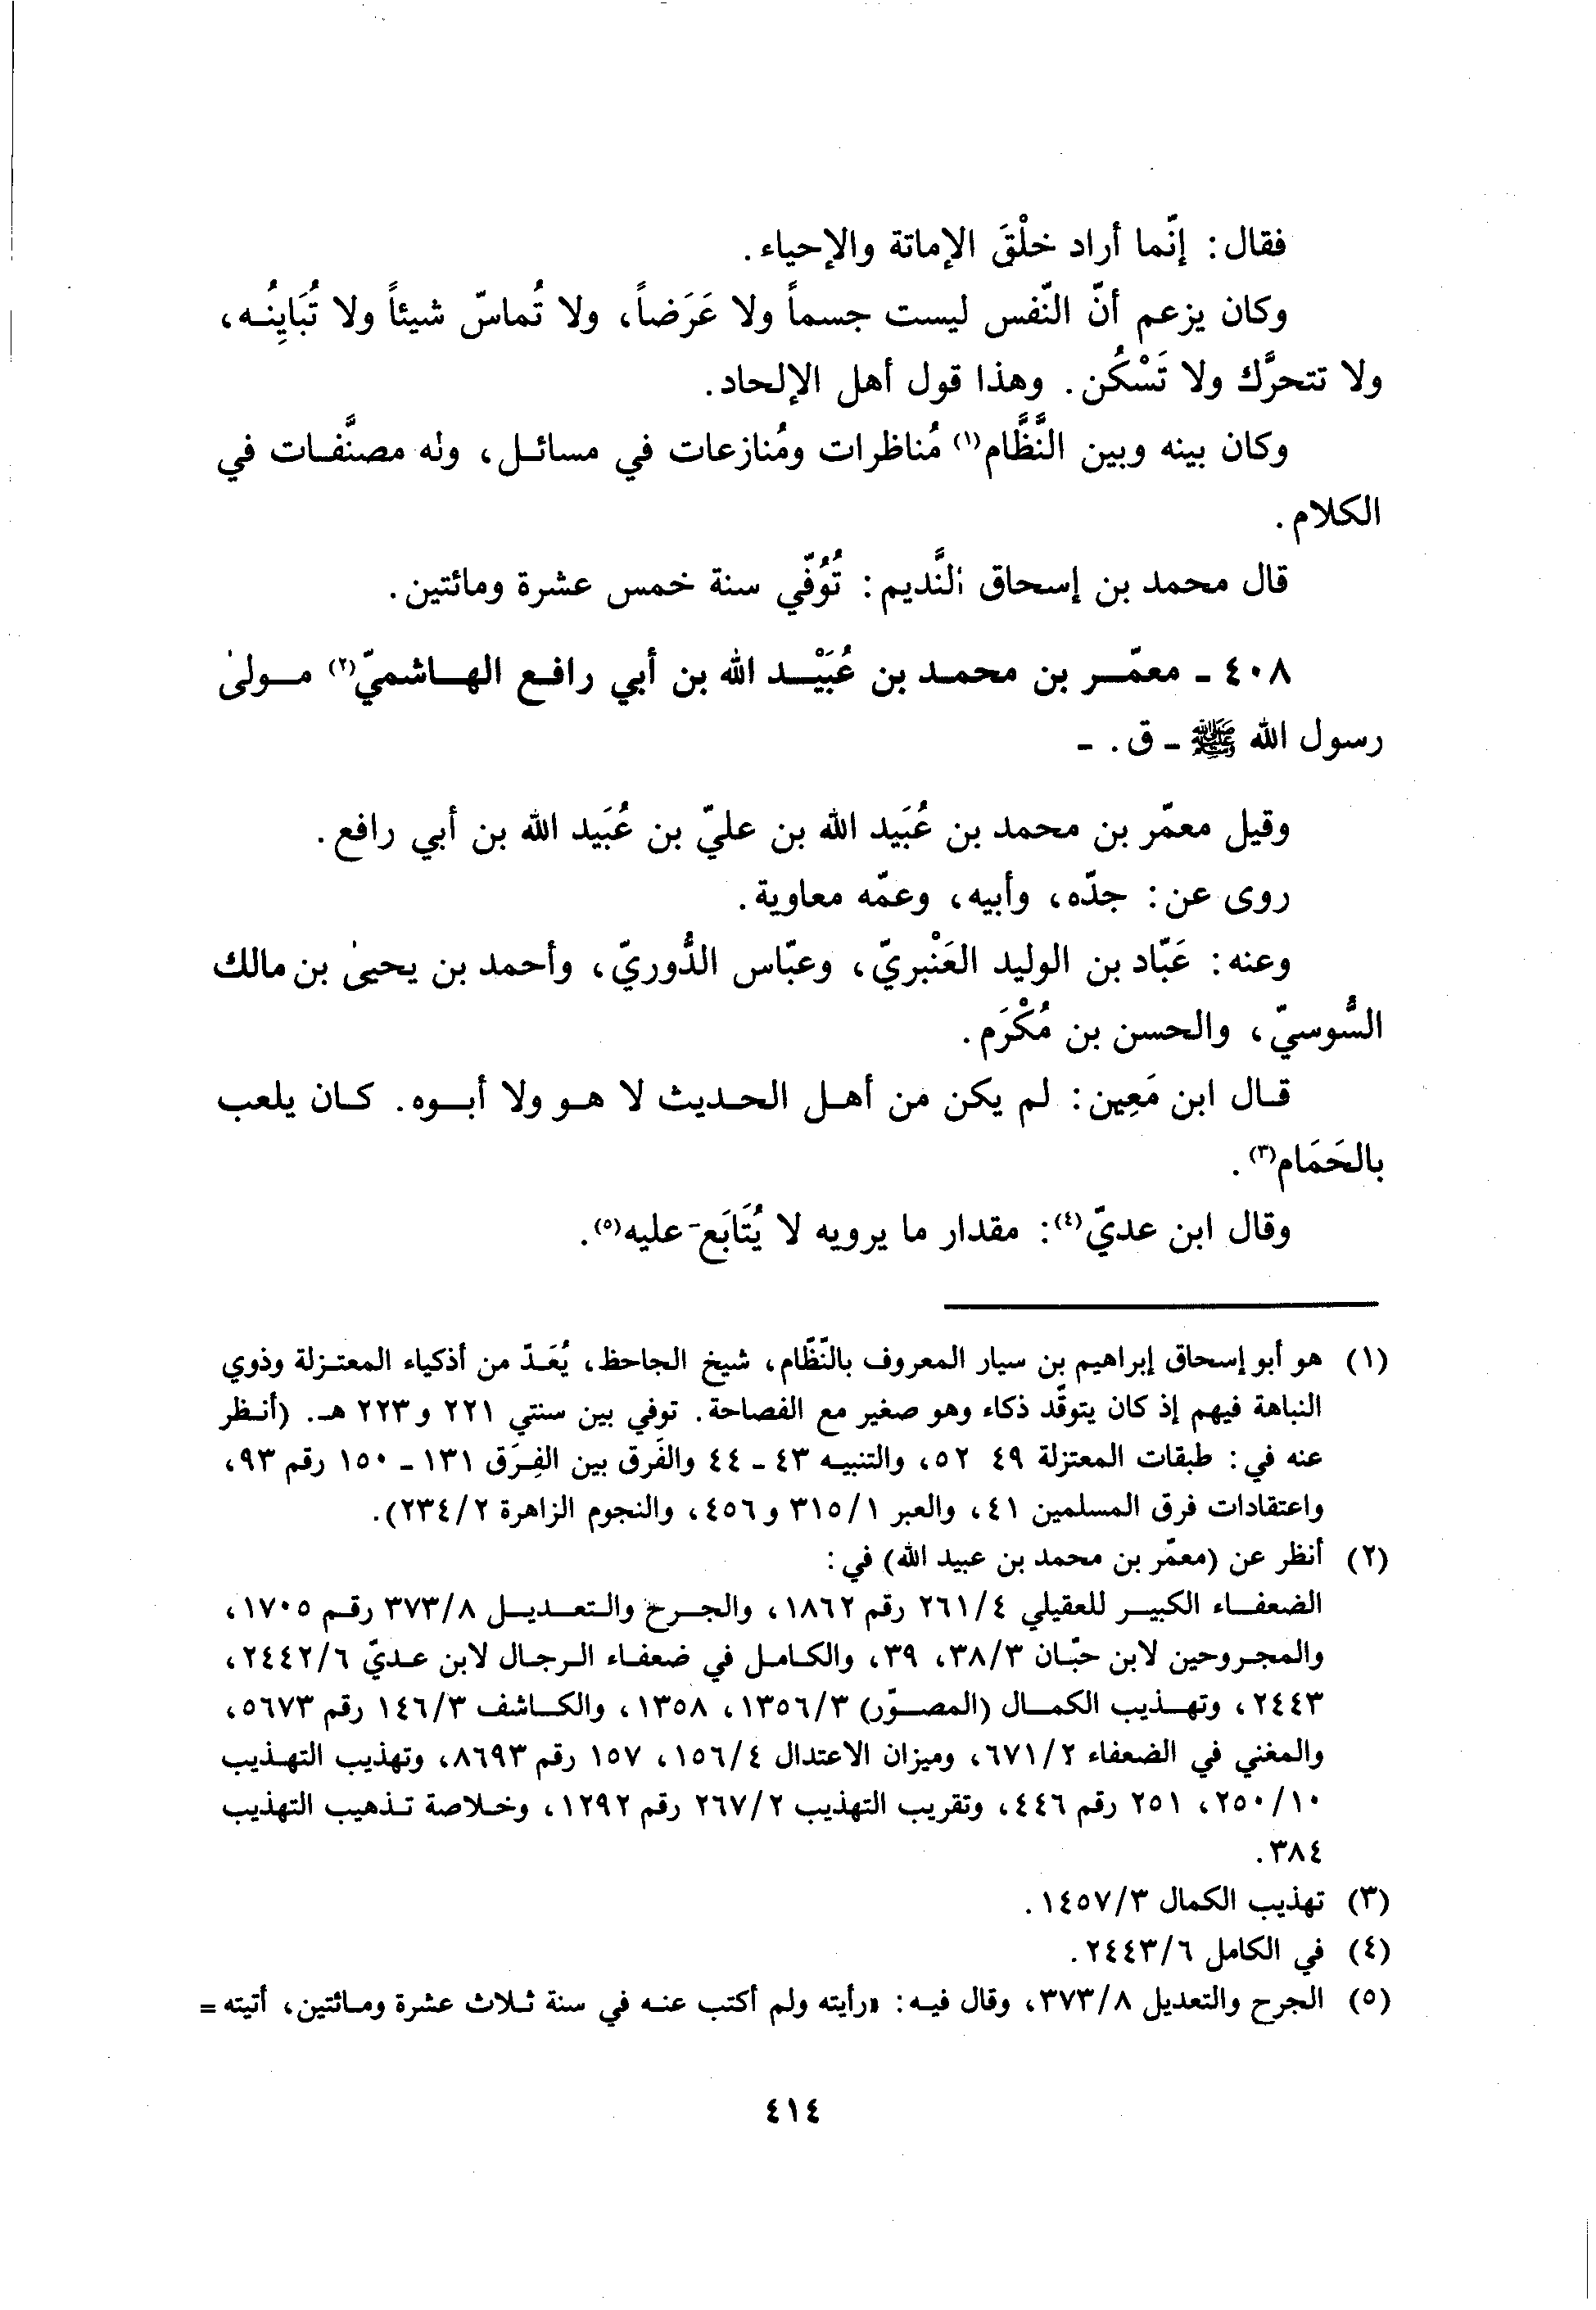 فقال: إنّما أراد خلْقَ الإماتة والإحياء.
وكان يزعم أنّ النّفس ليست جسماً ولا عَرَضاً، ولا تُماسّ شيئاً ولا تُبَايِنُه،
ولا تتحرَّك ولا تَسْكُن. وهذا قول أهل الإلحاد.
وكان بينه وبين النَّظَّام(١) مُناظرات ومُنازعات في مسائل، وله مصنَّفات في
الكلام.
قال محمد بن إسحاق النَّديم: تُوُفّي سنة خمس عشرة ومائتين.
٤٠٨ - معمّر بن محمد بن عُبَيْد الله بن أبي رافع الهاشميّ(٢) مولىٰ
رسول الله ﷺ - ق. -
وقيل معمّر بن محمد بن عُبَيد الله بن عليّ بن عُبَيد الله بن أبي رافع.
روى عن: جدّه، وأبيه، وعمّه معاوية.
وعنه: عَبّاد بن الوليد العَنْبريّ، وعبّاس الدُّوريّ، وأحمد بن يحيىٰ بن مالك
السُّوسيّ، والحسن بن مُكْرَم.
قال ابن مَعِين: لم يكن من أهل الحديث لا هو ولا أبوه. كان يلعب
بالحَمَام(٣).
وقال ابن عديّ(٤): مقدار ما يرويه لا يُتَابَع عليه(٥).
(١) هو أبو إسحاق إبراهيم بن سيار المعروف بالنّظّام، شيخ الجاحظ، يُعَدّ من أذكياء المعتزلة وذوي
النباهة فيهم إذ كان يتوقّد ذكاء وهو صغير مع الفصاحة. توفي بين سنتي ٢٢١ و ٢٢٣ هـ. (أنظر
عنه في: طبقات المعتزلة ٤٩ ٥٢، والتنبيه ٤٣ - ٤٤ والفَرق بين الفِرَق ١٣١ - ١٥٠ رقم ٩٣،
واعتقادات فرق المسلمين ٤١، والعبر ٣١٥/١ و ٤٥٦، والنجوم الزاهرة ٢٣٤/٢).
(٢) أنظر عن (معمّر بن محمد بن عبيد الله) في:
الضعفاء الكبير للعقيلي ٢٦١/٤ رقم ١٨٦٢، والجرح والتعديل ٣٧٣/٨ رقم ١٧٠٥،
والمجروحين لابن حبّان ٣٨/٣، ٣٩، والكامل في ضعفاء الرجال لابن عديّ ٢٤٤٢/٦،
٢٤٤٣، وتهذيب الكمال (المصوّر) ١٣٥٦/٣، ١٣٥٨، والكاشف ١٤٦/٣ رقم ٥٦٧٣،
والمغني في الضعفاء ٦٧١/٢، وميزان الاعتدال ١٥٦/٤، ١٥٧ رقم ٨٦٩٣، وتهذيب التهذيب
٢٥٠/١٠، ٢٥١ رقم ٤٤٦، وتقريب التهذيب ٢٦٧/٢ رقم ١٢٩٢، وخلاصة تذهيب التهذيب
٣٨٤.
(٣) تهذيب الكمال ١٤٥٧/٣.
(٤) في الكامل ٢٤٤٣/٦.
(٥) الجرح والتعديل ٣٧٣/٨، وقال فيه: «رأيته ولم أكتب عنه في سنة ثلاث عشرة ومائتين، أتيته =
٤١٤